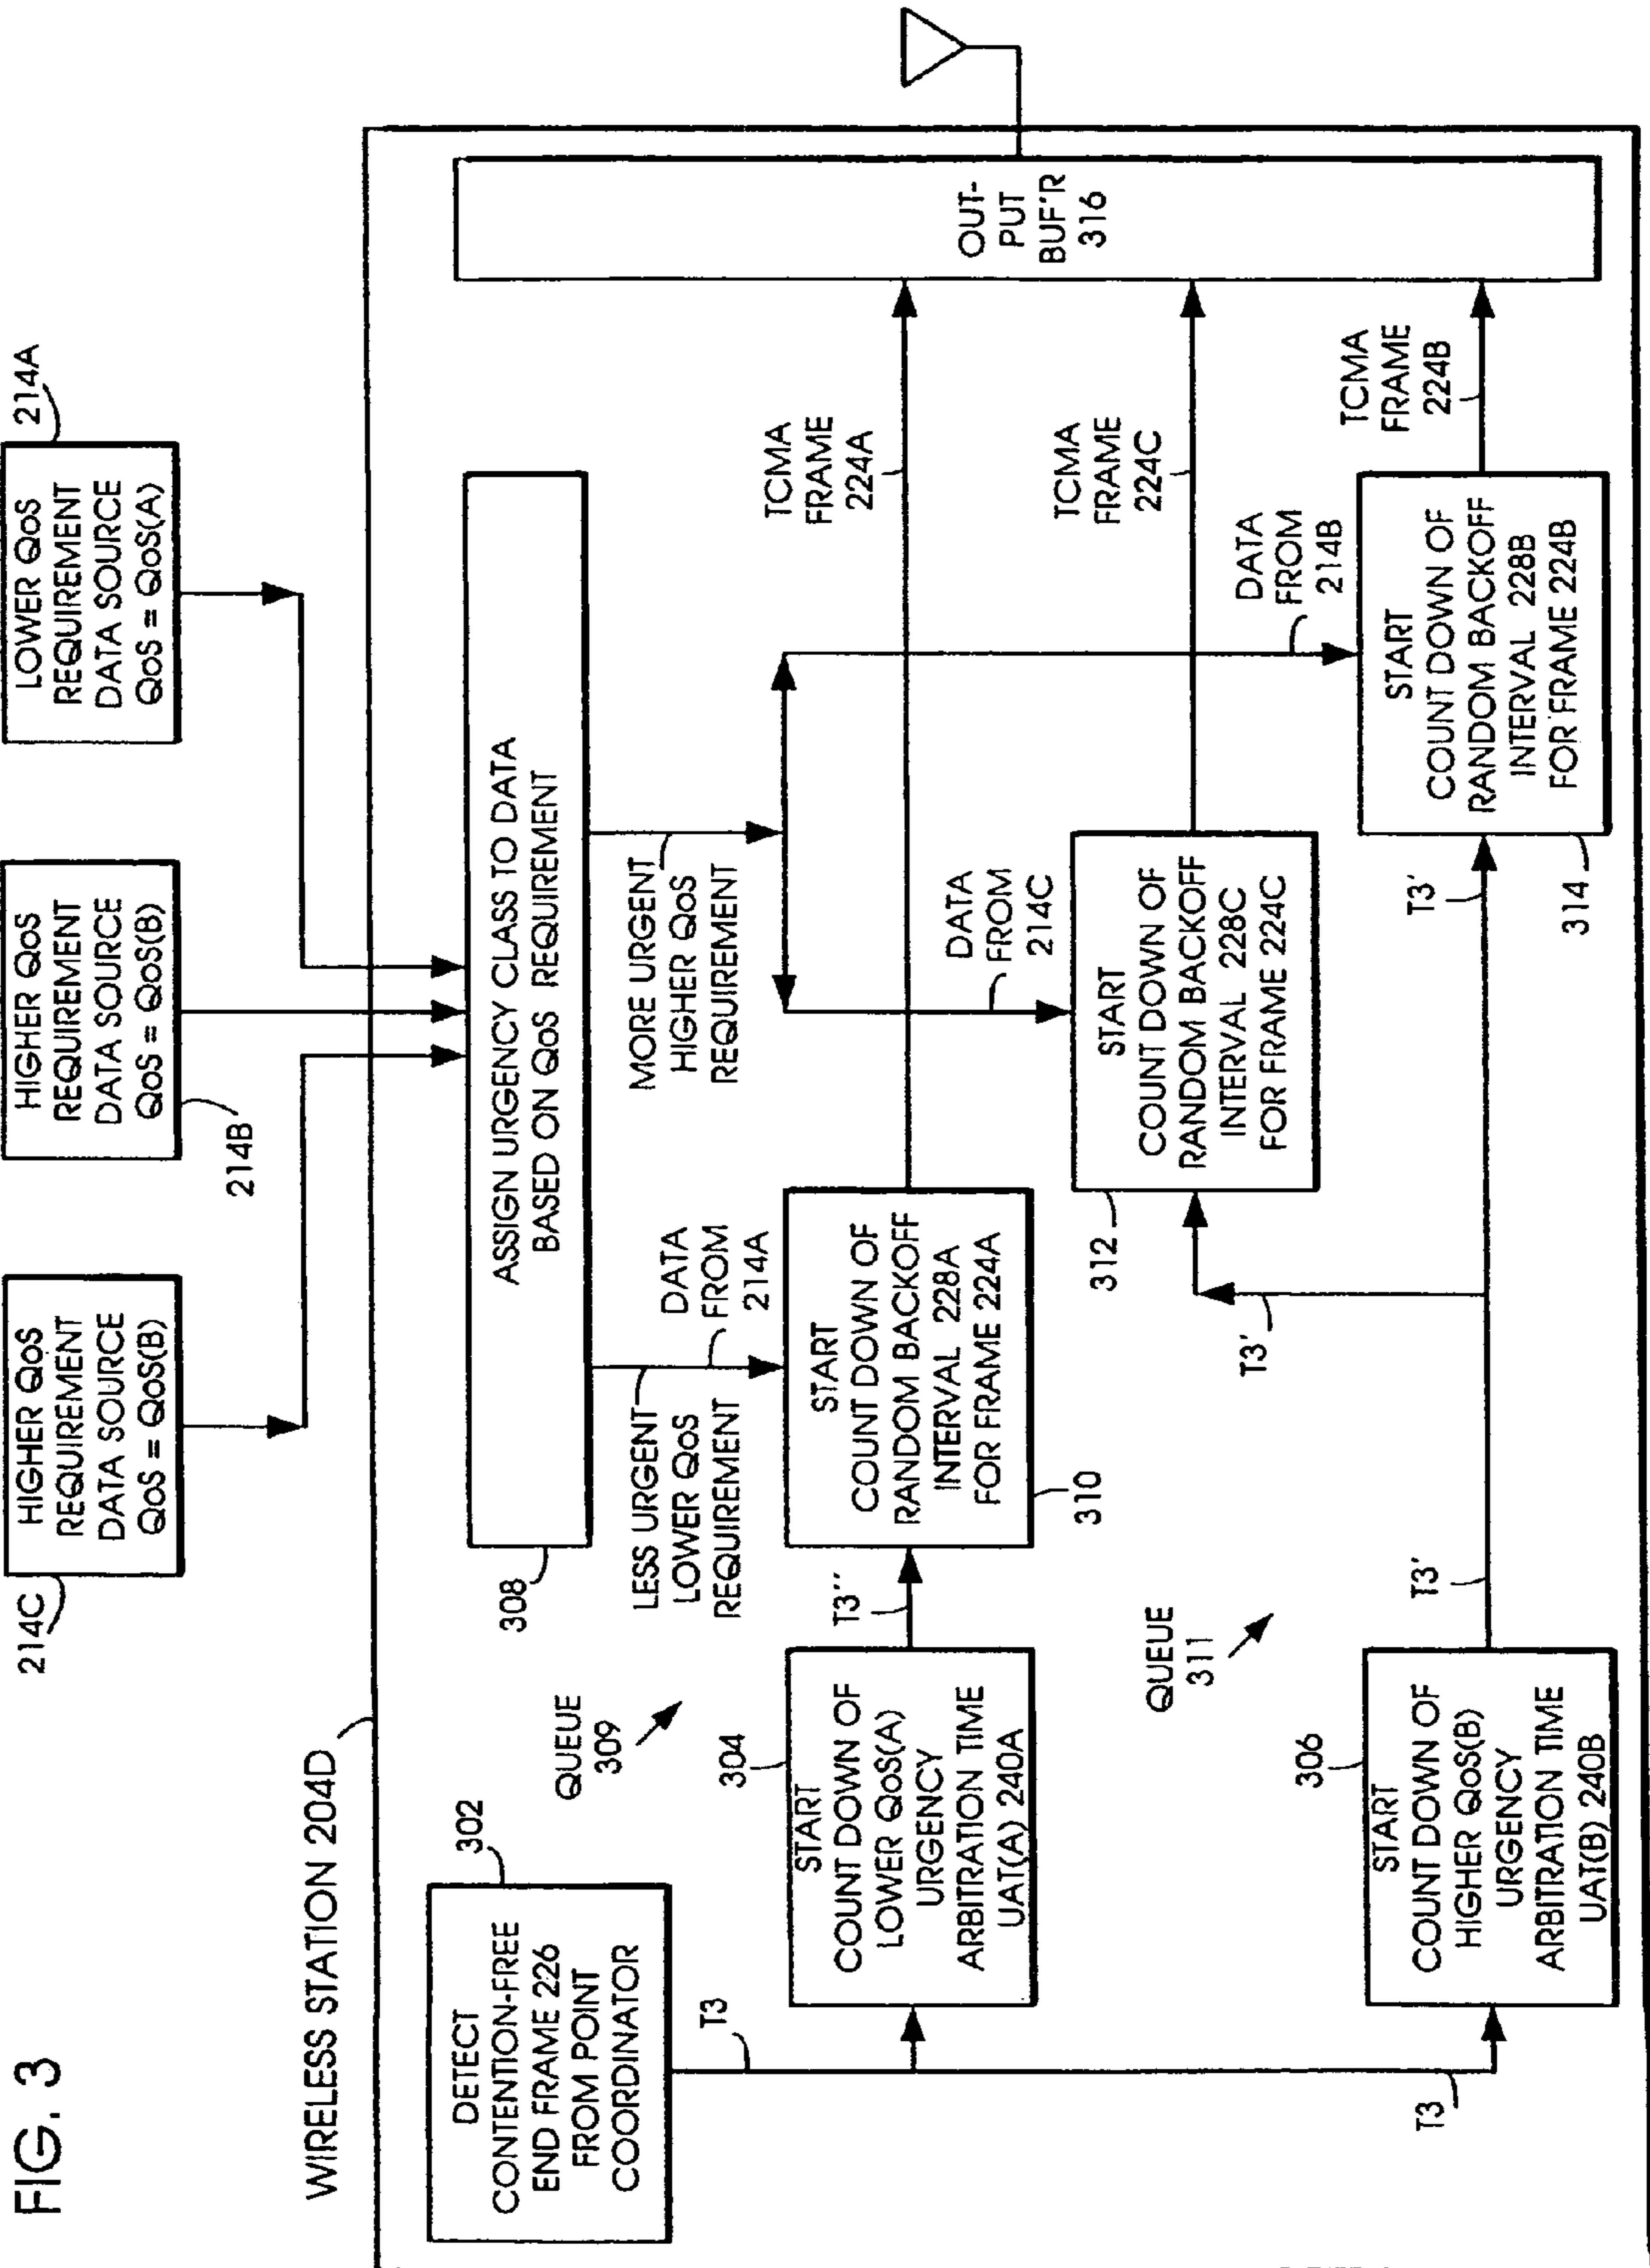 FIG. 3
HIGHER QoS
REQUIREMENT
DATA SOURCE
QoS = QoS(B)
214C
HIGHER QoS
REQUIREMENT
DATA SOURCE
QoS = QoS(B)
214B
LOWER QoS
REQUIREMENT
DATA SOURCE
QoS = QoS(A)
214A
WIRELESS STATION 204D
302
DETECT
CONTENTION-FREE
END FRAME 226
FROM POINT
COORDINATOR
T3
T3
308
ASSIGN URGENCY CLASS TO DATA
BASED ON QoS REQUIREMENT
QUEUE
309
LESS URGENT
LOWER QoS
REQUIREMENT
DATA
FROM
214A
MORE URGENT
HIGHER QoS
REQUIREMENT
304
START
COUNT DOWN OF
LOWER QoS(A)
URGENCY
ARBITRATION TIME
UAT(A) 240A
T3''
START
COUNT DOWN OF
RANDOM BACKOFF
INTERVAL 228A
FOR FRAME 224A
310
TCMA
FRAME
224A
DATA
FROM
214C
QUEUE
311
START
COUNT DOWN OF
RANDOM BACKOFF
INTERVAL 228C
FOR FRAME 224C
312
T3'
TCMA
FRAME
224C
DATA
FROM
214B
306
START
COUNT DOWN OF
HIGHER QoS(B)
URGENCY
ARBITRATION TIME
UAT(B) 240B
T3'
T3'
START
COUNT DOWN OF
RANDOM BACKOFF
INTERVAL 228B
FOR FRAME 224B
314
TCMA
FRAME
224B
OUT-
PUT
BUF'R
316